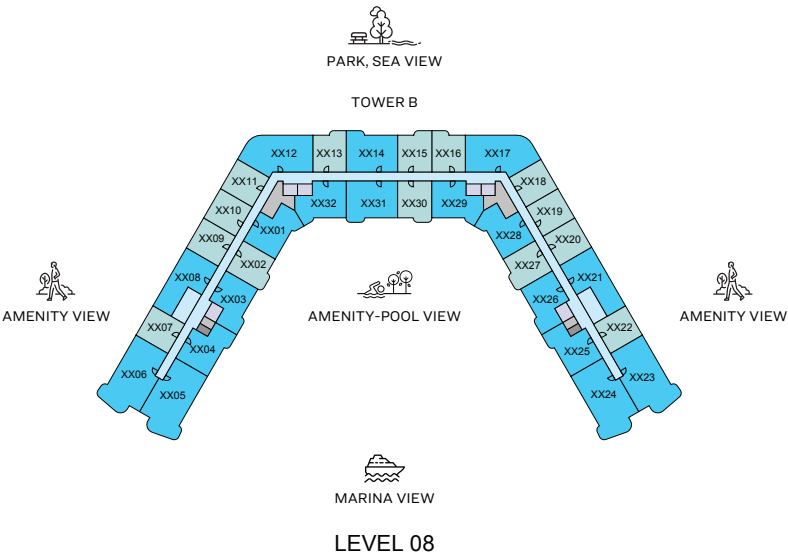 PARK, SEA VIEW
TOWER B
XX12
XX13
XX14
XX15
XX16
XX17
XX11
XX18
XX10
XX32
XX31
XX30
XX29
XX19
XX09
XX01
XX28
XX20
XX08
XX02
XX27
XX21
XX03
XX26
AMENITY VIEW
AMENITY-POOL VIEW
AMENITY VIEW
XX07
XX22
XX04
XX25
XX06
XX23
XX05
XX24
MARINA VIEW
LEVEL 08